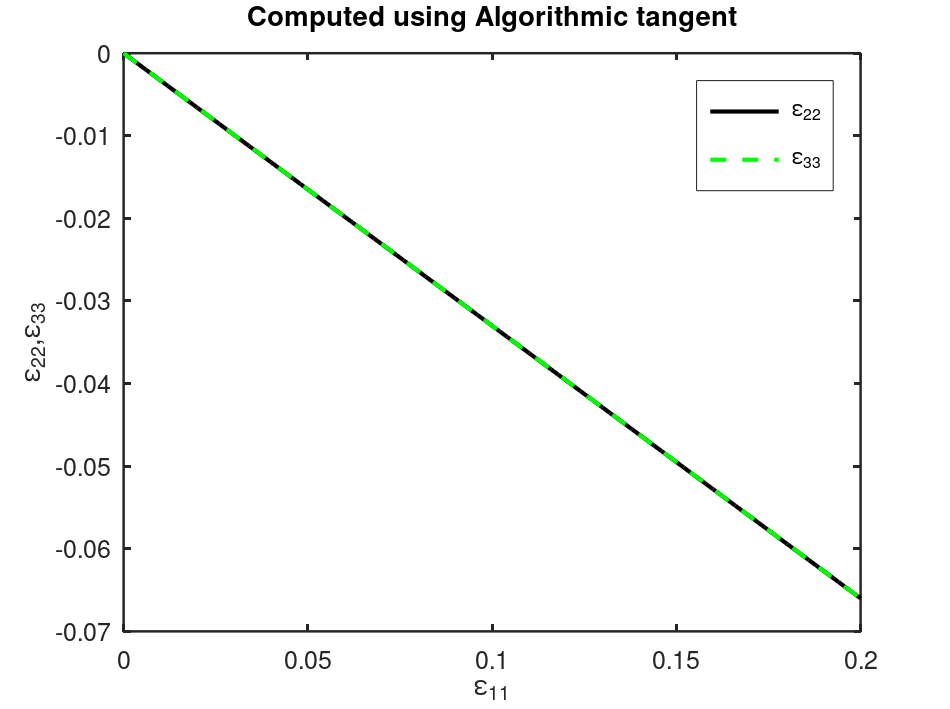 Computed using Algorithmic tangent
ε22
ε33
0
-0.01
-0.02
-0.03
-0.04
-0.05
-0.06
-0.07
ε22,ε33
0 0.05 0.1 0.15 0.2
ε11